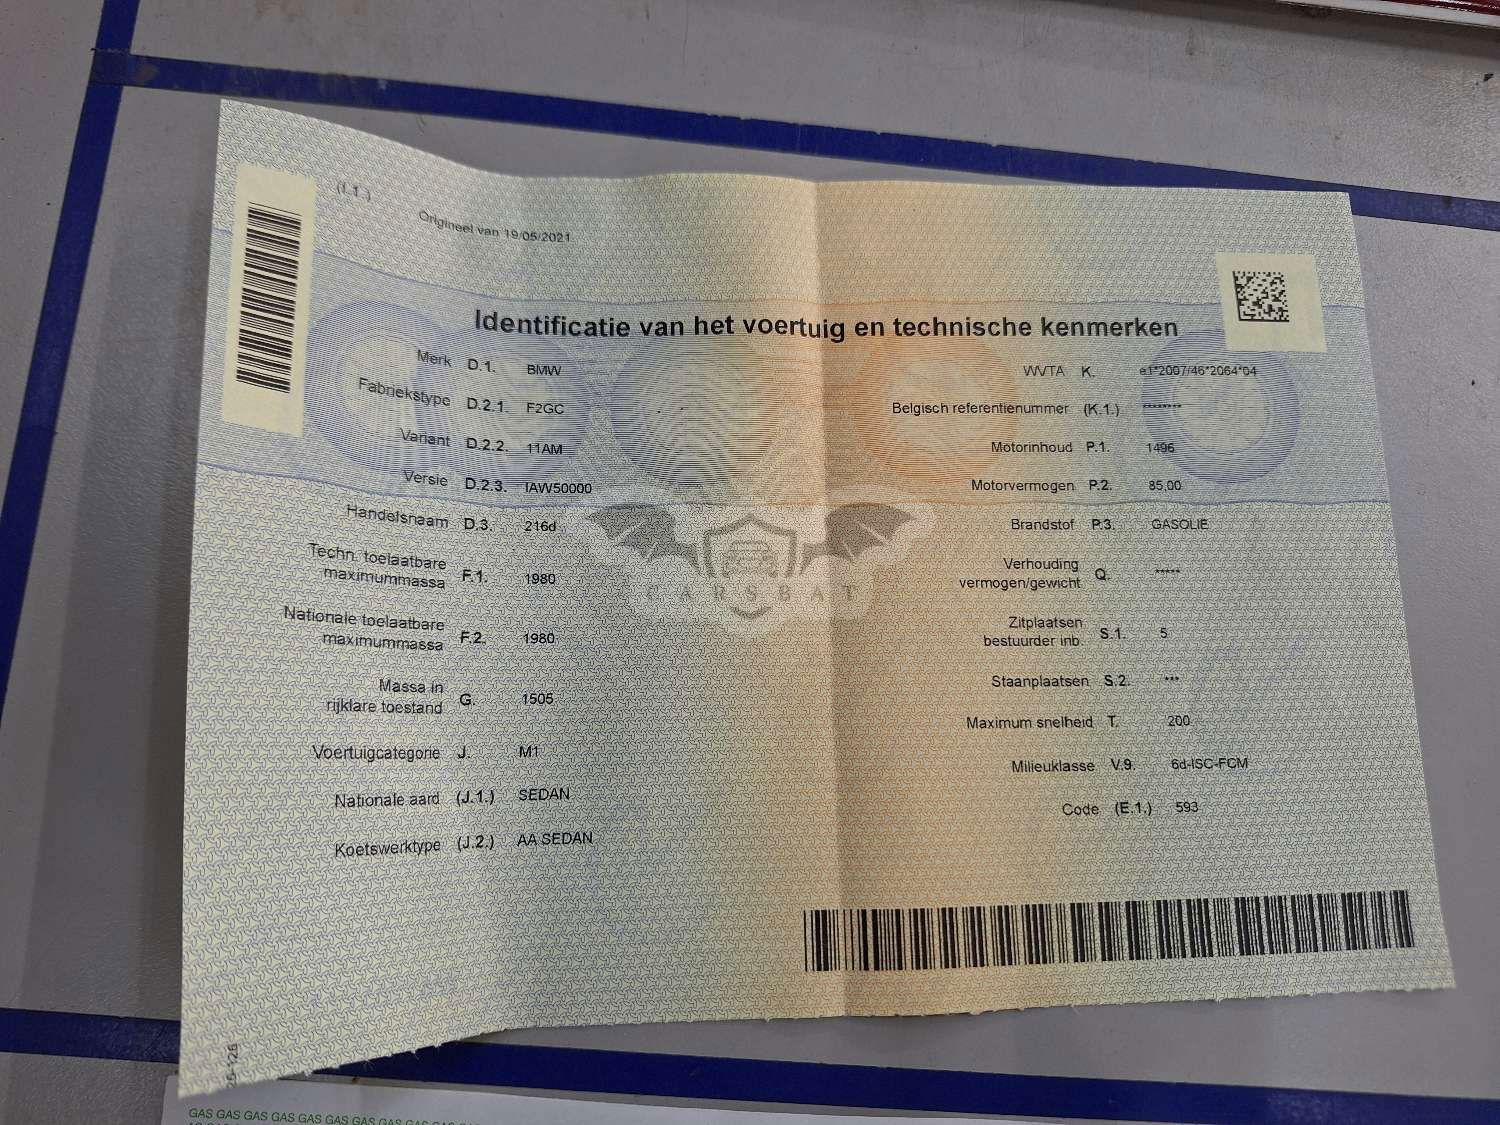 (I.1.)
Origineel van 19/05/2021
Identificatie van het voertuig en technische kenmerken
Merk D.1. BMW
Fabriekstype D.2.1. F2GC
Variant D.2.2. 11AM
Versie D.2.3. IAW50000
Handelsnaam D.3. 216d
Techn. toelaatbare
maximummassa F.1. 1980
Nationale toelaatbare
maximummassa F.2. 1980
Massa in
rijklare toestand G. 1505
Voertuigcategorie J. M1
Nationale aard (J.1.) SEDAN
Koetswerktype (J.2.) AA SEDAN
WVTA K. e1*2007/46*2064*04
Belgisch referentienummer (K.1.) ********
Motorinhoud P.1. 1496
Motorvermogen P.2. 85,00
Brandstof P.3. GASOLIE
Verhouding
vermogen/gewicht Q. *****
Zitplaatsen
bestuurder inb. S.1. 5
Staanplaatsen S.2. ***
Maximum snelheid T. 200
Milieuklasse V.9. 6d-ISC-FCM
Code (E.1.) 593
CARSBAT
GAS GAS GAS GAS GAS GAS GAS GAS GAS GAS